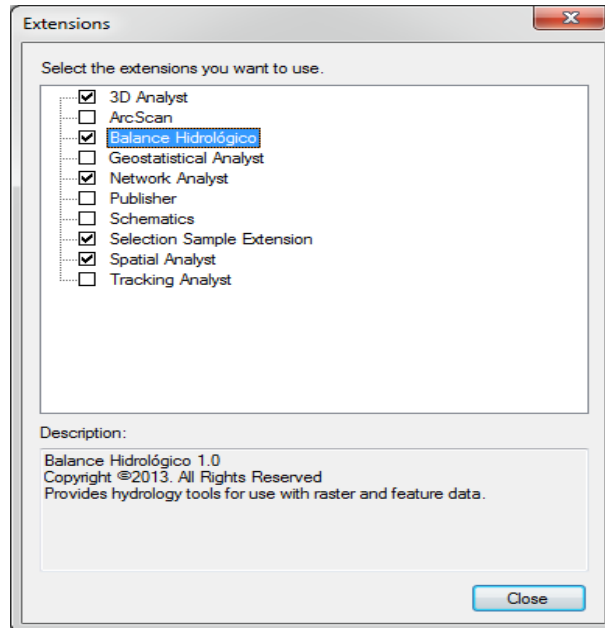 Extensions
Select the extensions you want to use.
3D Analyst
ArcScan
Balance Hidrológico
Geostatistical Analyst
Network Analyst
Publisher
Schematics
Selection Sample Extension
Spatial Analyst
Tracking Analyst
Description:
Balance Hidrológico 1.0
Copyright ©2013. All Rights Reserved
Provides hydrology tools for use with raster and feature data.
Close